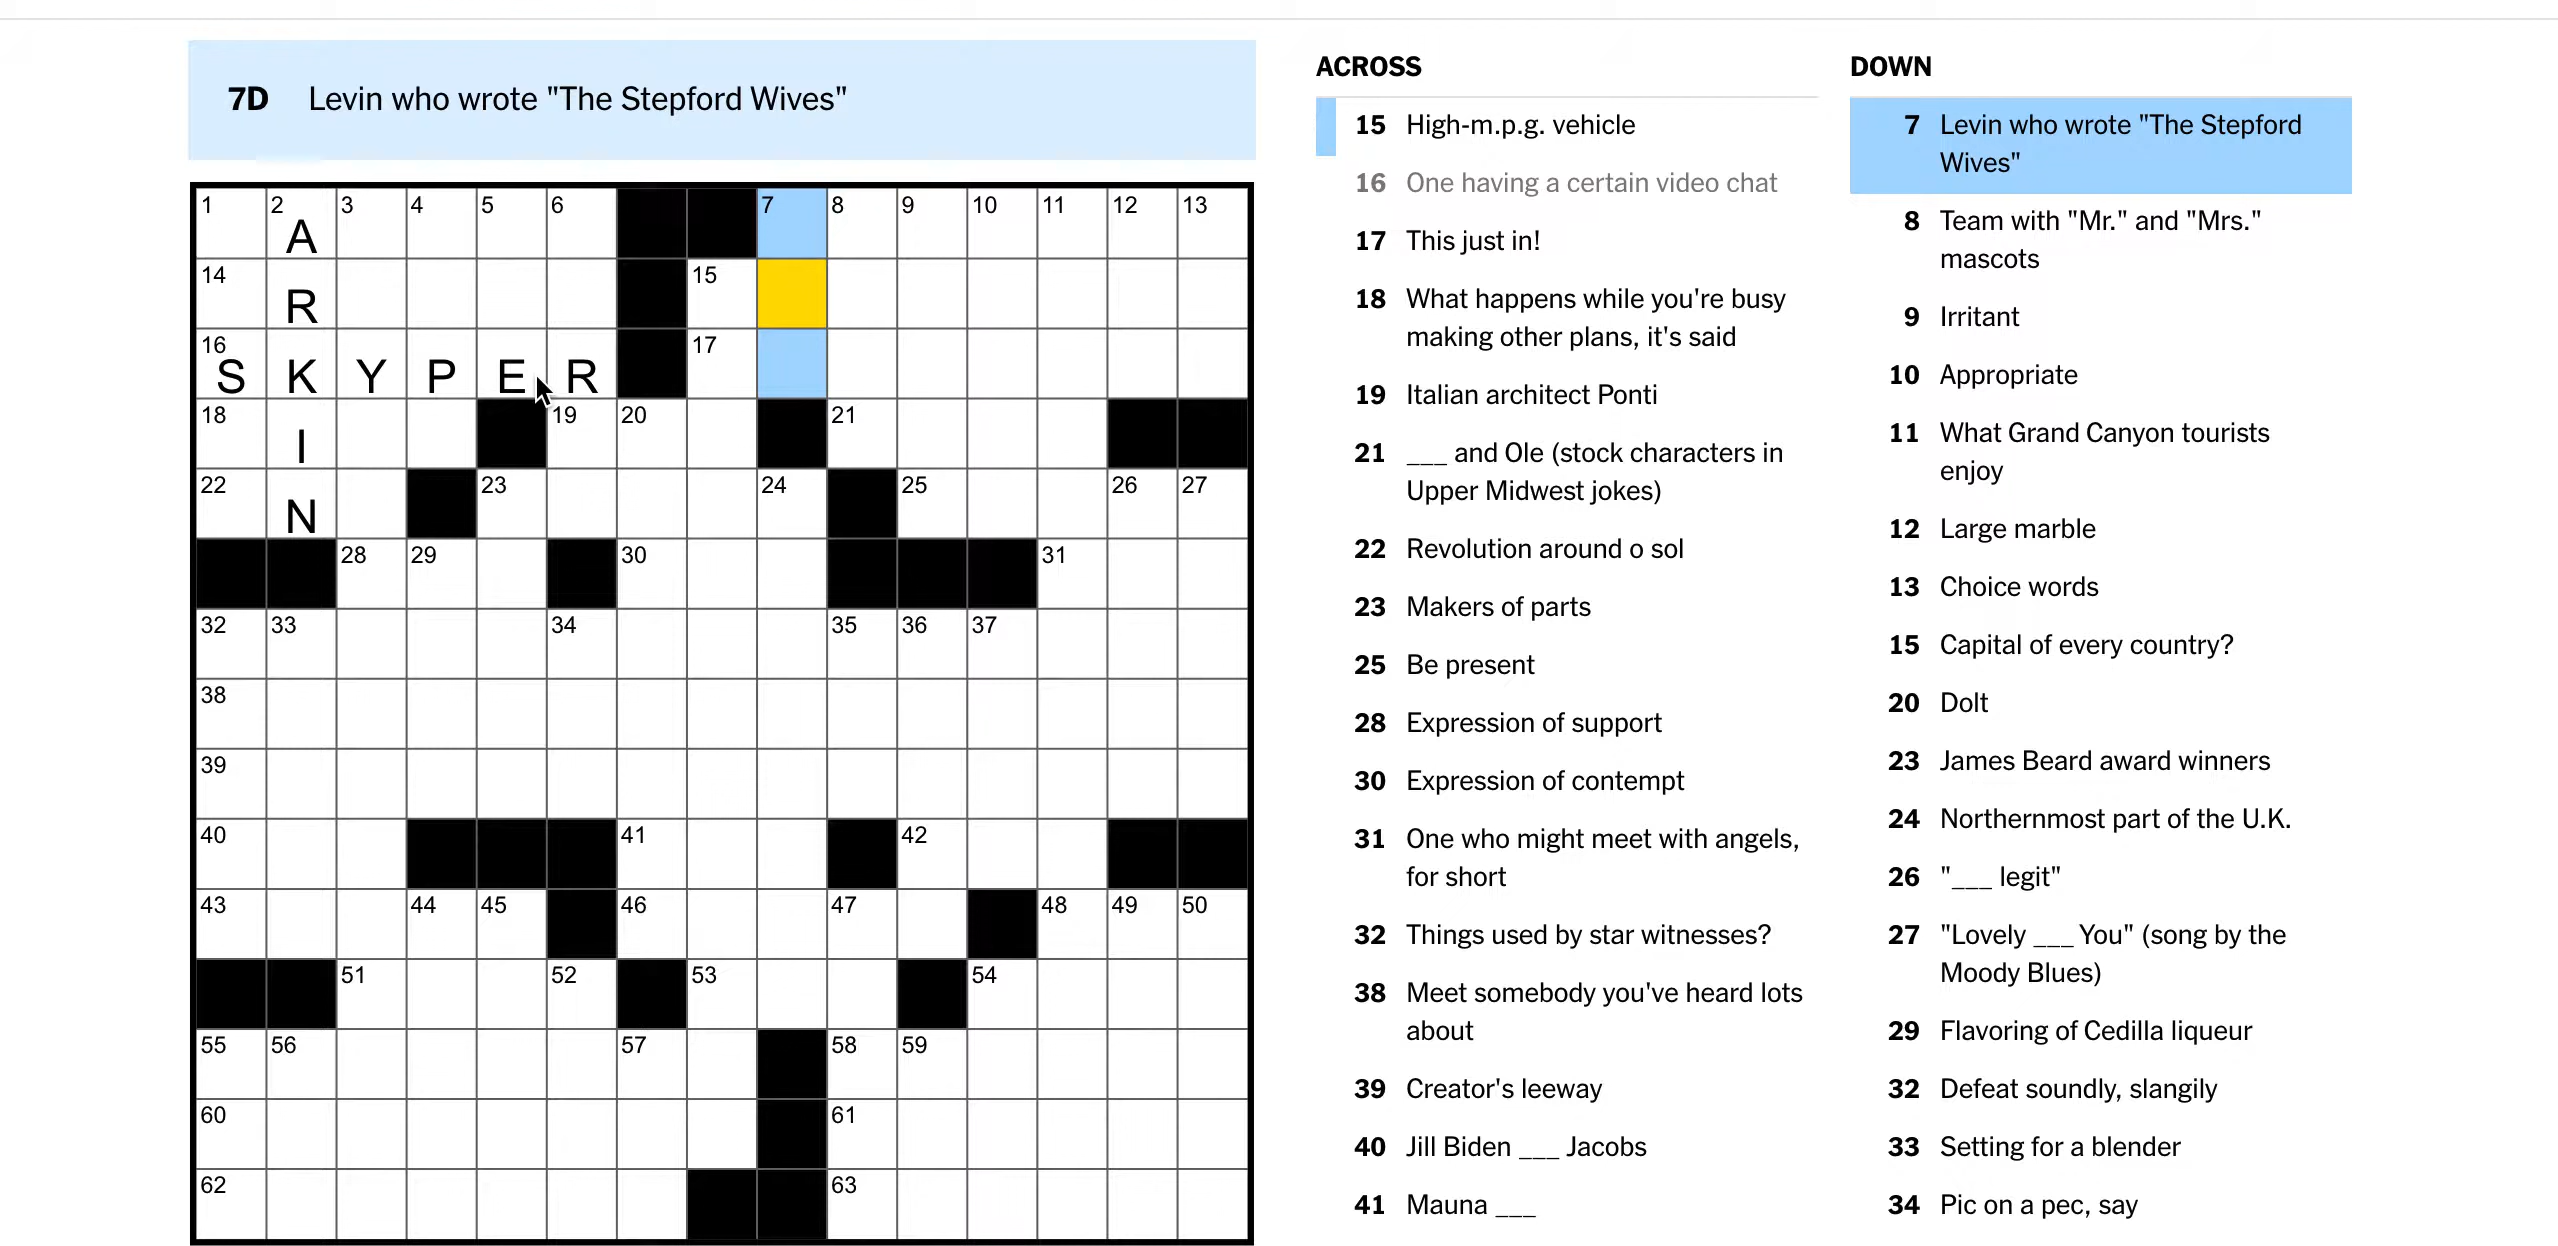 7D Levin who wrote "The Stepford Wives"
1 2 3 4 5 6 7 8 9 10 11 12 13
A
14 15
R
16 17
S K Y P E R
18 19 20 21
I
22 23 24 25 26 27
N
28 29 30 31
32 33 34 35 36 37
38
39
40 41 42
43 44 45 46 47 48 49 50
51 52 53 54
55 56 57 58 59
60 61
62 63
ACROSS
15 High-m.p.g. vehicle
16 One having a certain video chat
17 This just in!
18 What happens while you're busy
making other plans, it's said
19 Italian architect Ponti
21 ___ and Ole (stock characters in
Upper Midwest jokes)
22 Revolution around o sol
23 Makers of parts
25 Be present
28 Expression of support
30 Expression of contempt
31 One who might meet with angels,
for short
32 Things used by star witnesses?
38 Meet somebody you've heard lots
about
39 Creator's leeway
40 Jill Biden ___ Jacobs
41 Mauna ___
DOWN
7 Levin who wrote "The Stepford
Wives"
8 Team with "Mr." and "Mrs."
mascots
9 Irritant
10 Appropriate
11 What Grand Canyon tourists
enjoy
12 Large marble
13 Choice words
15 Capital of every country?
20 Dolt
23 James Beard award winners
24 Northernmost part of the U.K.
26 "___ legit"
27 "Lovely ___ You" (song by the
Moody Blues)
29 Flavoring of Cedilla liqueur
32 Defeat soundly, slangily
33 Setting for a blender
34 Pic on a pec, say